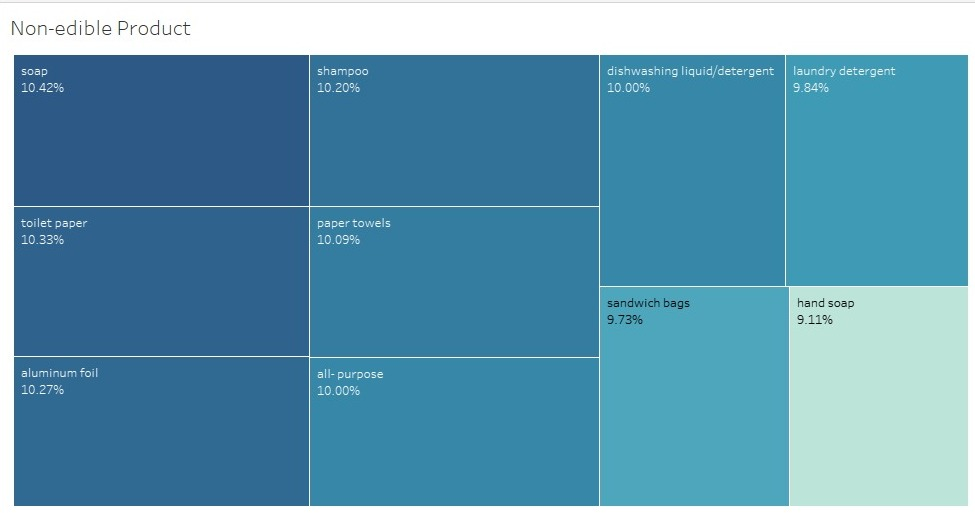 Non-edible Product
soap
10.42%
toilet paper
10.33%
aluminum foil
10.27%
shampoo
10.20%
paper towels
10.09%
all- purpose
10.00%
dishwashing liquid/detergent
10.00%
laundry detergent
9.84%
sandwich bags
9.73%
hand soap
9.11%